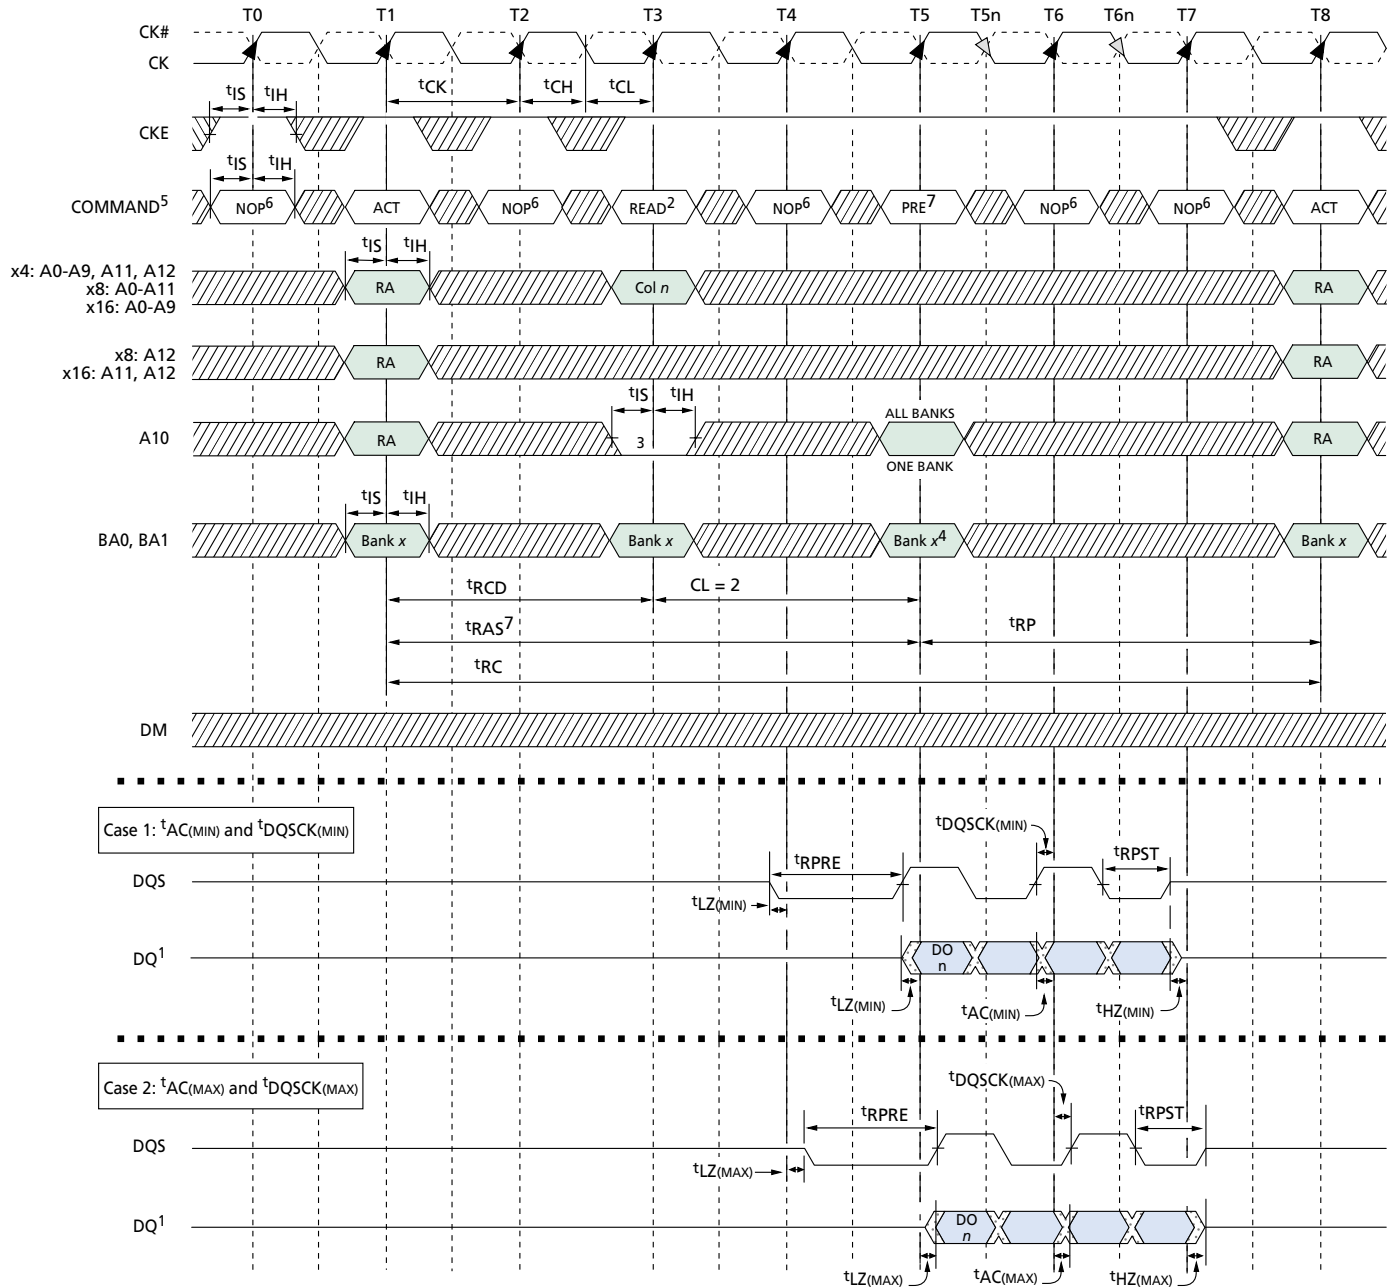 T0 T1 T2 T3 T4 T5 T5n T6 T6n T7 T8
CK#
CK
tIS tIH tCK tCH tCL
CKE
tIS tIH
COMMAND5 NOP6 ACT NOP6 READ2 NOP6 PRE7 NOP6 NOP6 ACT
tIS tIH
x4: A0-A9, A11, A12
x8: A0-A11
x16: A0-A9
RA Col n RA
x8: A12
x16: A11, A12
RA RA
tIS tIH
ALL BANKS
A10 RA 3 RA
ONE BANK
tIS tIH
BA0, BA1 Bank x Bank x Bank x4 Bank x
tRCD CL = 2
tRAS7 tRP
tRC
DM
Case 1: tAC(MIN) and tDQSCK(MIN)
tDQSCK(MIN)
tRPRE tRPST
DQS
tLZ(MIN)
DQ1 DO
n
tLZ(MIN) tAC(MIN) tHZ(MIN)
Case 2: tAC(MAX) and tDQSCK(MAX)
tDQSCK(MAX)
tRPRE tRPST
DQS
tLZ(MAX)
DQ1 DO
n
tLZ(MAX) tAC(MAX) tHZ(MAX)